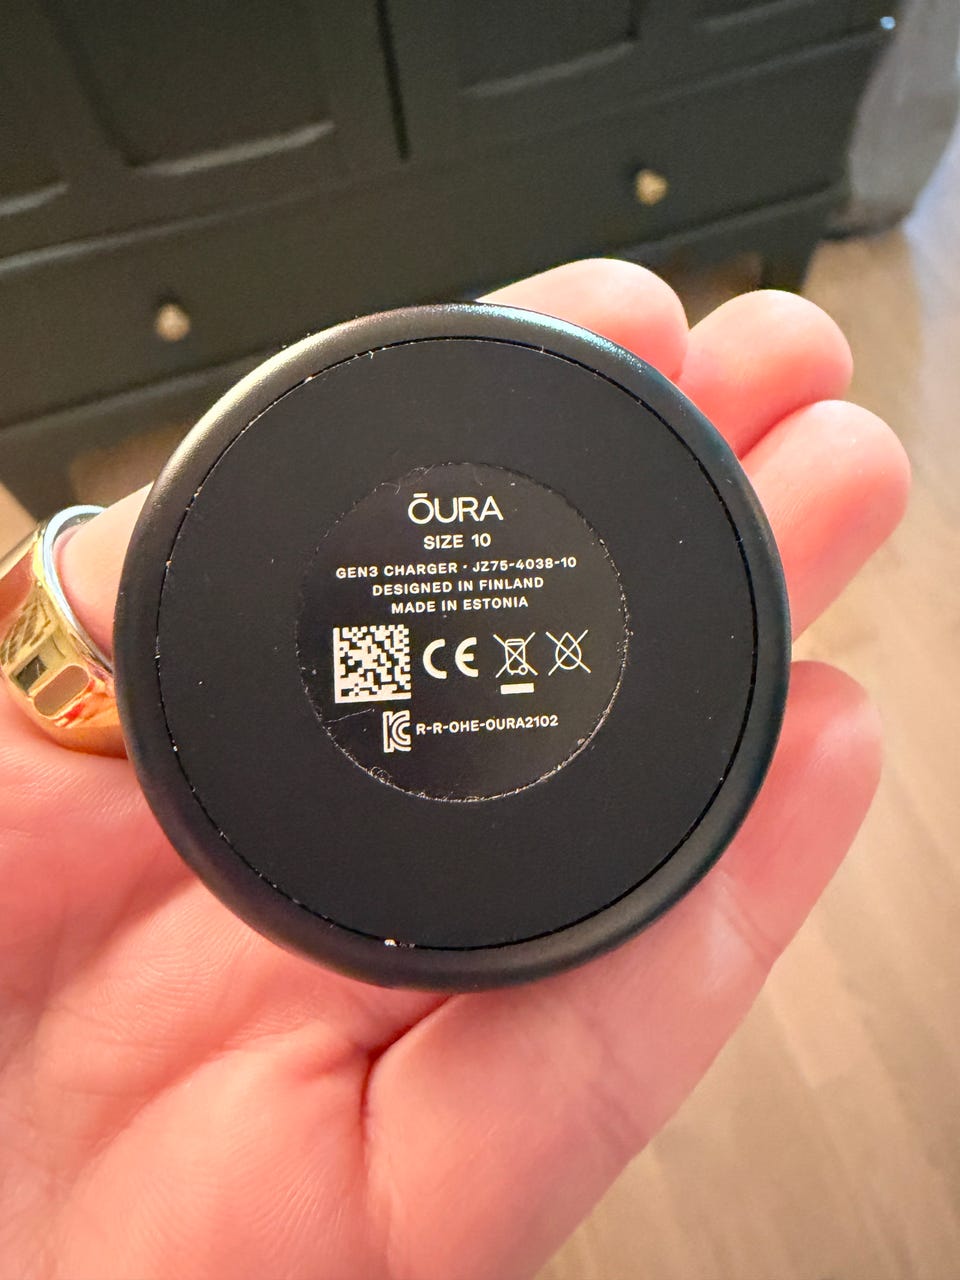 ŌURA
SIZE 10
GEN3 CHARGER · JZ75-4038-10
DESIGNED IN FINLAND
MADE IN ESTONIA
CE
R-R-OHE-OURA2102